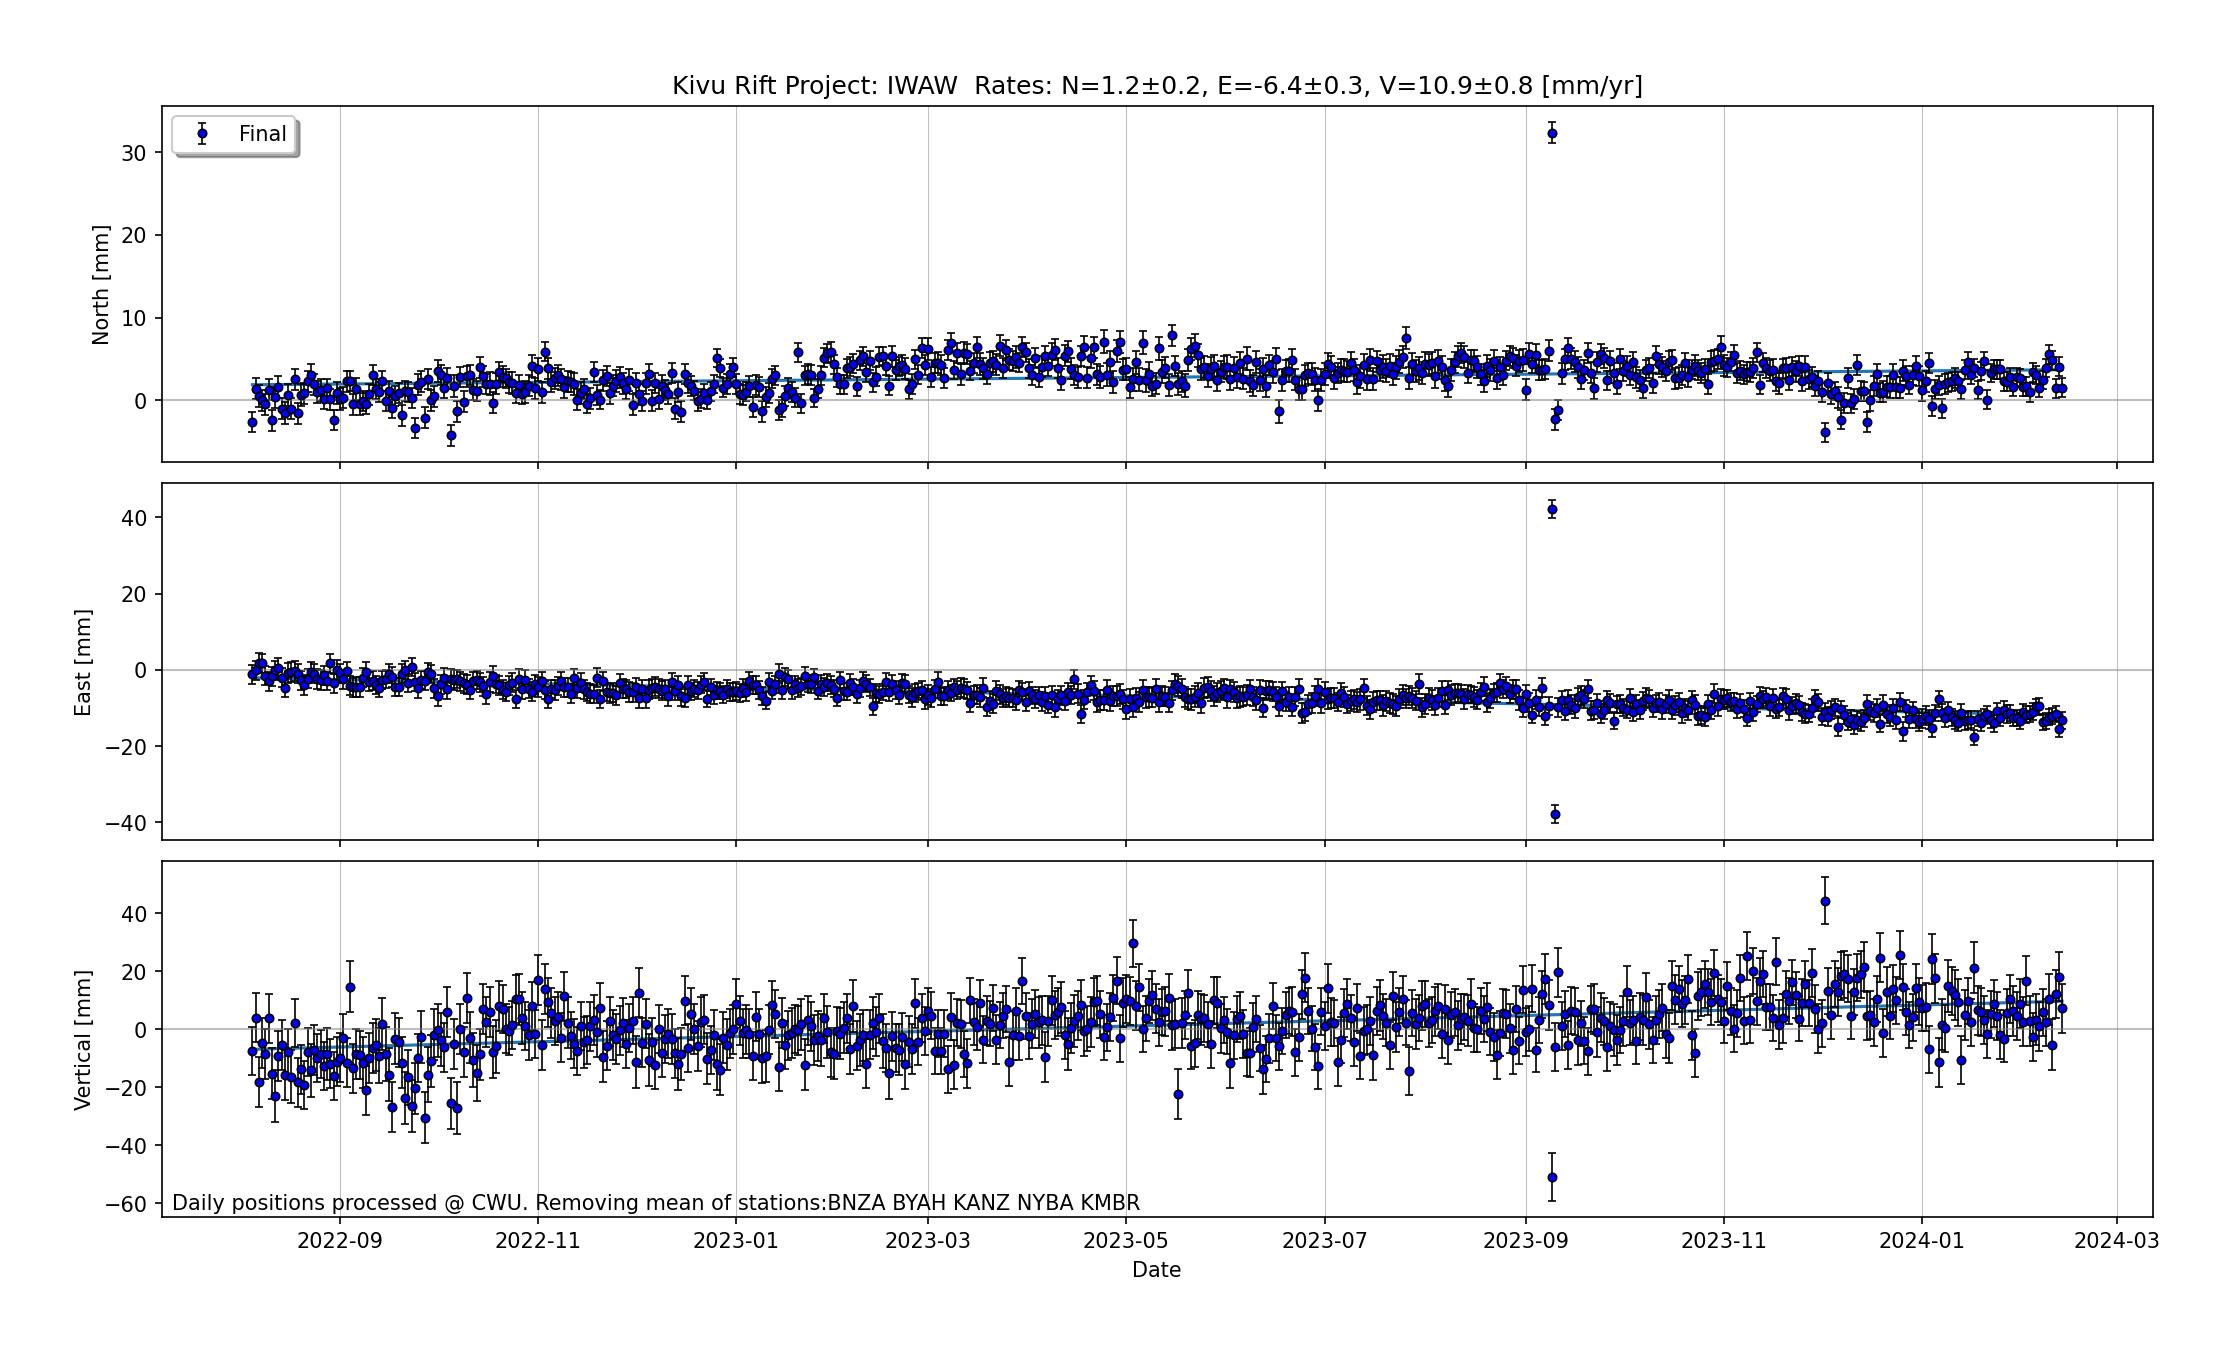 Kivu Rift Project: IWAW  Rates: N=1.2±0.2, E=-6.4±0.3, V=10.9±0.8 [mm/yr]
Final
North [mm]
30
20
10
0
East [mm]
40
20
0
−20
−40
Vertical [mm]
40
20
0
−20
−40
−60
Daily positions processed @ CWU. Removing mean of stations:BNZA BYAH KANZ NYBA KMBR
2022-09 2022-11 2023-01 2023-03 2023-05 2023-07 2023-09 2023-11 2024-01 2024-03
Date